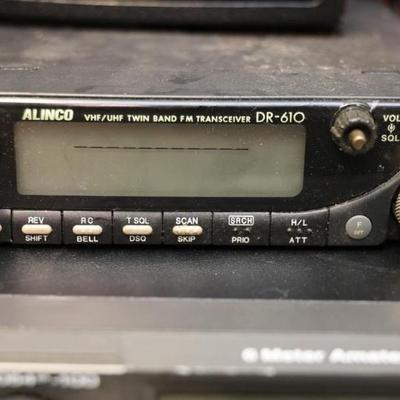 ALINCO VHF/UHF TWIN BAND FM TRANSCEIVER DR-610
VOL
SQL
REV RC T SQL SCAN SRCH H/L F
SHIFT BELL DSQ SKIP PRIO ATT SET
6 Meter Amate